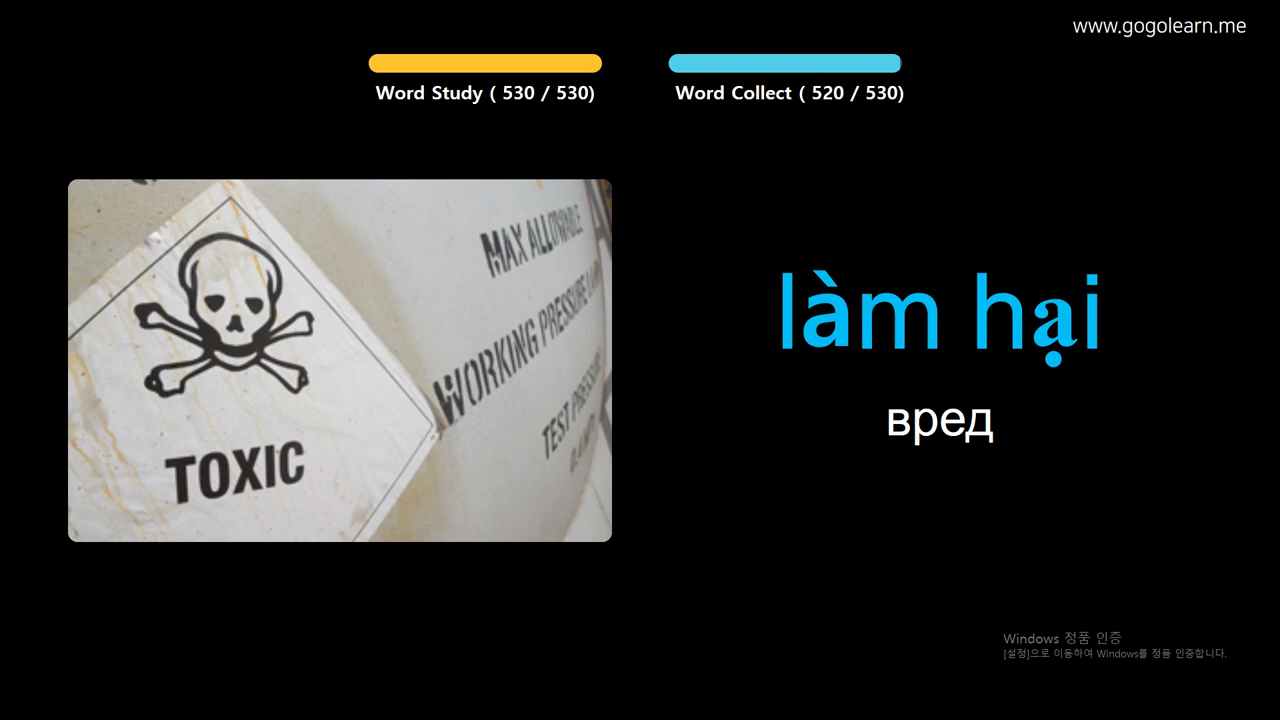 www.gogolearn.me
Word Study ( 530 / 530)
Word Collect ( 520 / 530)
MAX ALLOWABLE
WORKING PRESSURE
TEST PRESSURE
TOXIC
làm hại
вред
Windows 정품 인증
[설정]으로 이동하여 Windows를 정품 인증합니다.